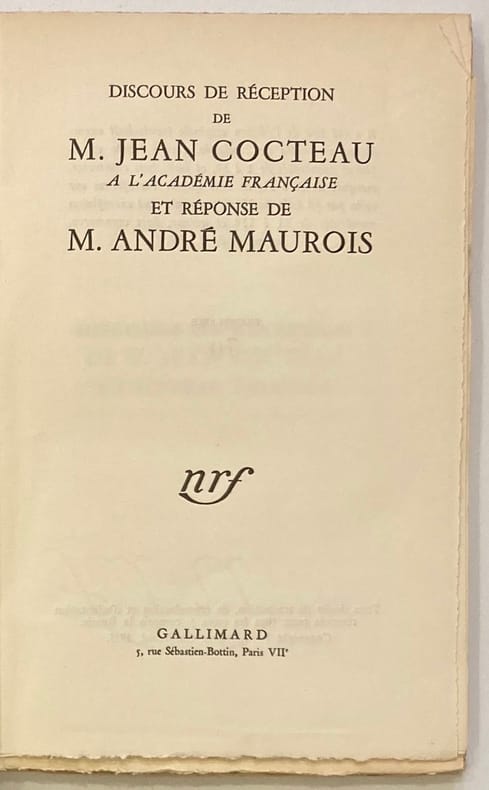 DISCOURS DE RÉCEPTION
DE
M. JEAN COCTEAU
A L'ACADÉMIE FRANÇAISE
ET RÉPONSE DE
M. ANDRÉ MAUROIS
nrf
GALLIMARD
5, rue Sébastien-Bottin, Paris VIIᵉ